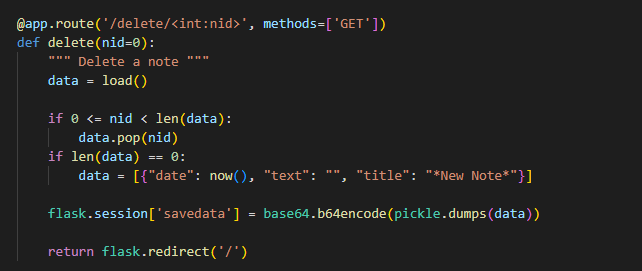 @app.route('/delete/<int:nid>', methods=['GET'])
def delete(nid=0):
    """ Delete a note """
    data = load()

    if 0 <= nid < len(data):
        data.pop(nid)
    if len(data) == 0:
        data = [{"date": now(), "text": "", "title": "*New Note*"}]

    flask.session['savedata'] = base64.b64encode(pickle.dumps(data))

    return flask.redirect('/')